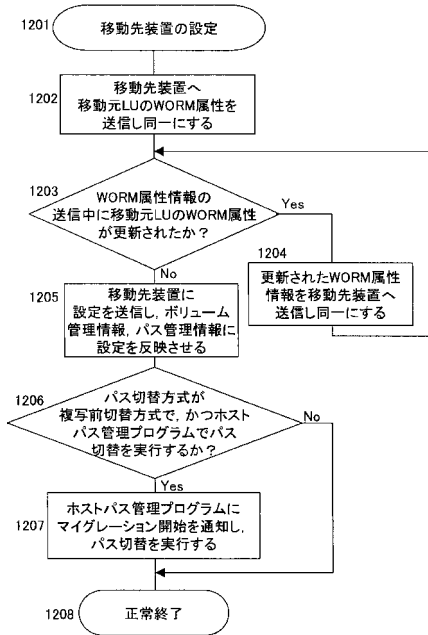 1201
移動先装置の設定
1202
移動先装置へ
移動元LUのWORM属性を
送信し同一にする
1203
WORM属性情報の
送信中に移動元LUのWORM属性
が更新されたか？
Yes
No
1204
更新されたWORM属性
情報を移動先装置へ
送信し同一にする
1205
移動先装置に
設定を送信し，ボリューム
管理情報，パス管理情報に
設定を反映させる
1206
パス切替方式が
複写前切替方式で，かつホスト
パス管理プログラムでパス
切替を実行するか？
No
Yes
1207
ホストパス管理プログラムに
マイグレーション開始を通知し，
パス切替を実行する
1208
正常終了